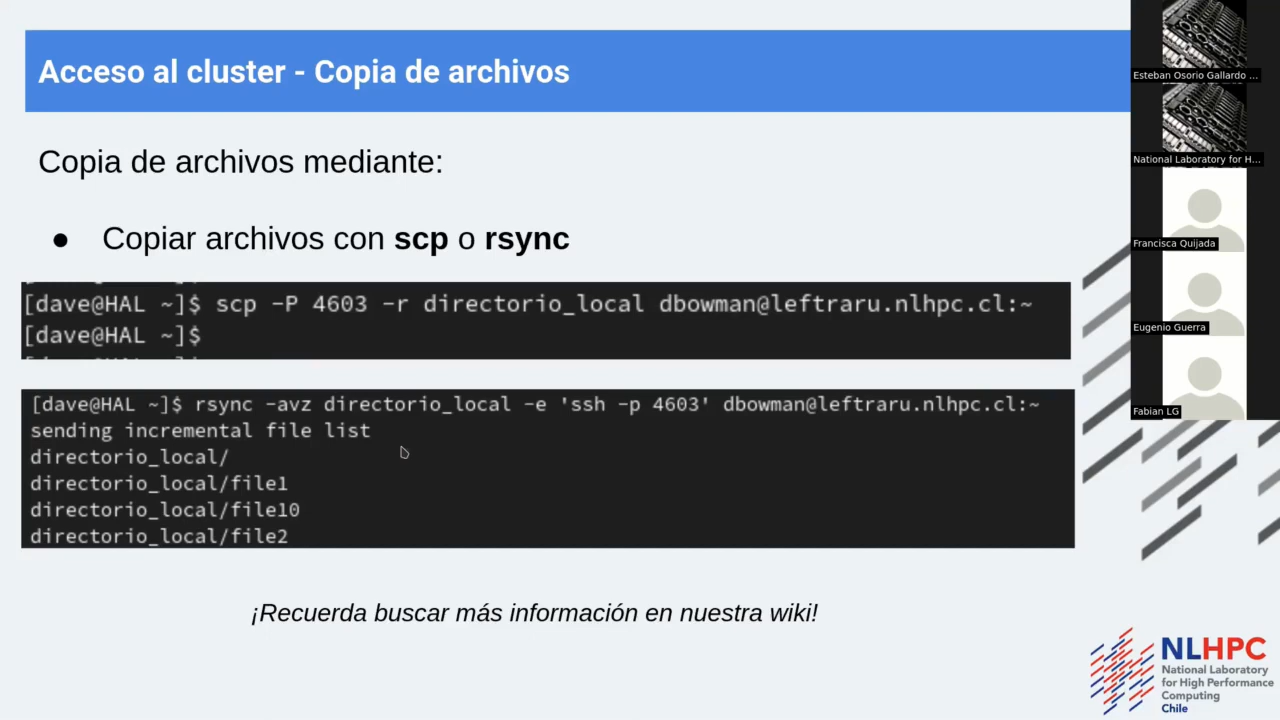 Acceso al cluster - Copia de archivos
Copia de archivos mediante:
● Copiar archivos con scp o rsync
[dave@HAL ~]$ scp -P 4603 -r directorio_local dbowman@leftraru.nlhpc.cl:~
[dave@HAL ~]$
[dave@HAL ~]$ rsync -avz directorio_local -e 'ssh -p 4603' dbowman@leftraru.nlhpc.cl:~
sending incremental file list
directorio_local/
directorio_local/file1
directorio_local/file10
directorio_local/file2
¡Recuerda buscar más información en nuestra wiki!
Esteban Osorio Gallardo ...
National Laboratory for H...
Francisca Quijada
Eugenio Guerra
Fabian LG
NLHPC
National Laboratory
for High Performance
Computing
Chile